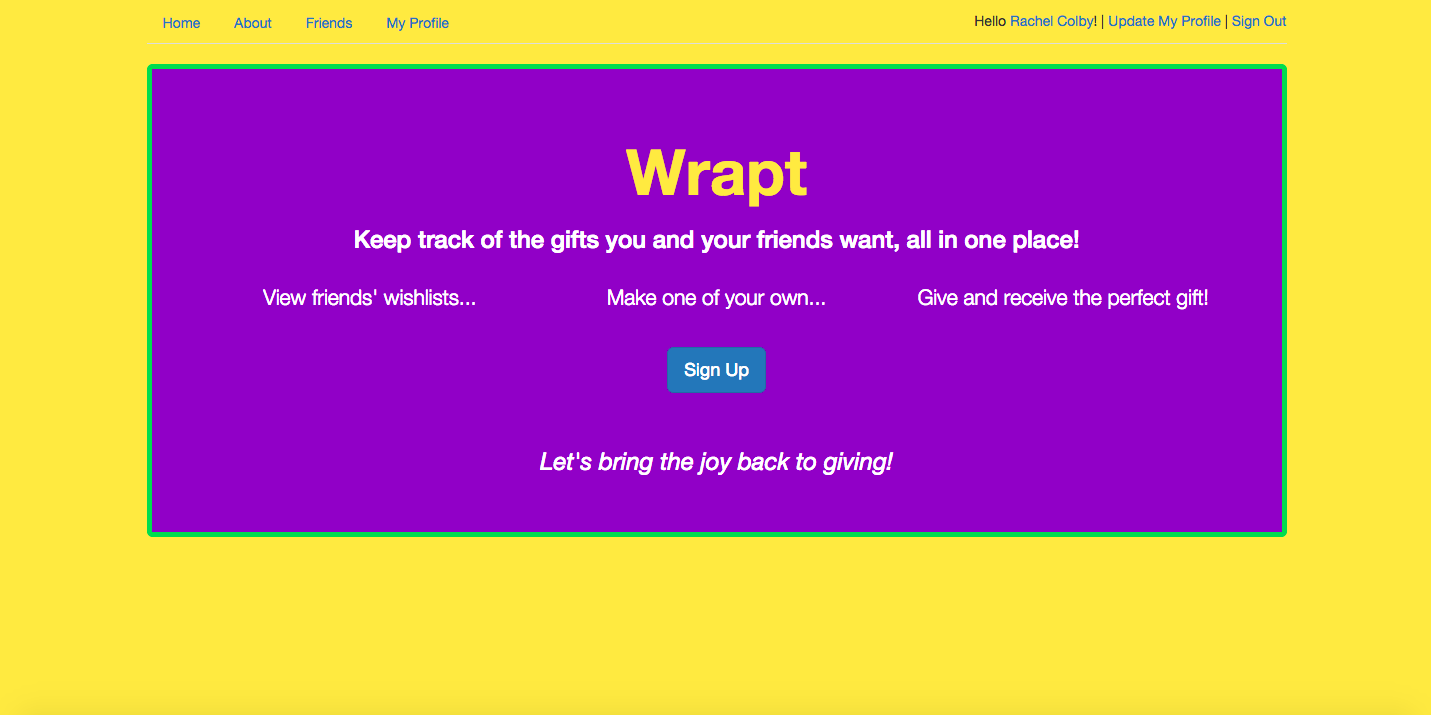 Home About Friends My Profile Hello Rachel Colby! | Update My Profile | Sign Out
Wrapt
Keep track of the gifts you and your friends want, all in one place!
View friends' wishlists... Make one of your own... Give and receive the perfect gift!
Sign Up
Let's bring the joy back to giving!